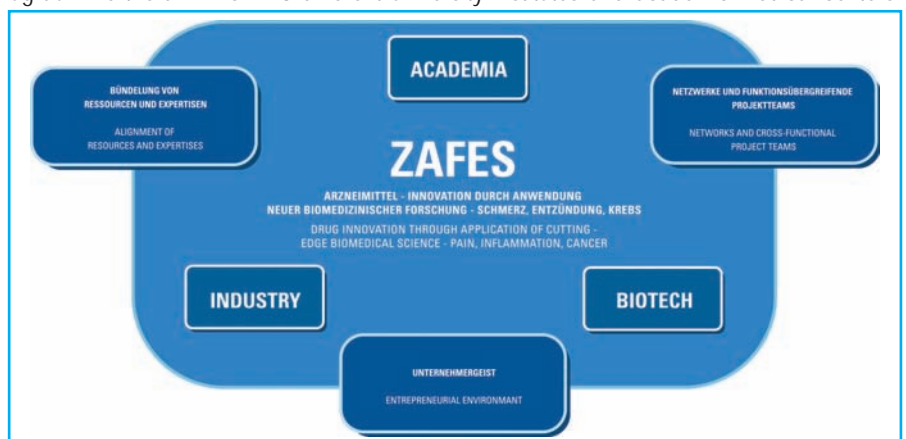 ACADEMIA
BÜNDELUNG VON
RESSOURCEN UND EXPERTISEN
ALIGNMENT OF
RESOURCES AND EXPERTISES
NETZWERKE UND FUNKTIONSÜBERGREIFENDE
PROJEKTTEAMS
NETWORKS AND CROSS-FUNCTIONAL
PROJECT TEAMS
ZAFES
ARZNEIMITTEL - INNOVATION DURCH ANWENDUNG
NEUER BIOMEDIZINISCHER FORSCHUNG - SCHMERZ, ENTZÜNDUNG, KREBS
DRUG INNOVATION THROUGH APPLICATION OF CUTTING -
EDGE BIOMEDICAL SCIENCE - PAIN, INFLAMMATION, CANCER
INDUSTRY
BIOTECH
UNTERNEHMERGEIST
ENTREPRENEURIAL ENVIRONMANT